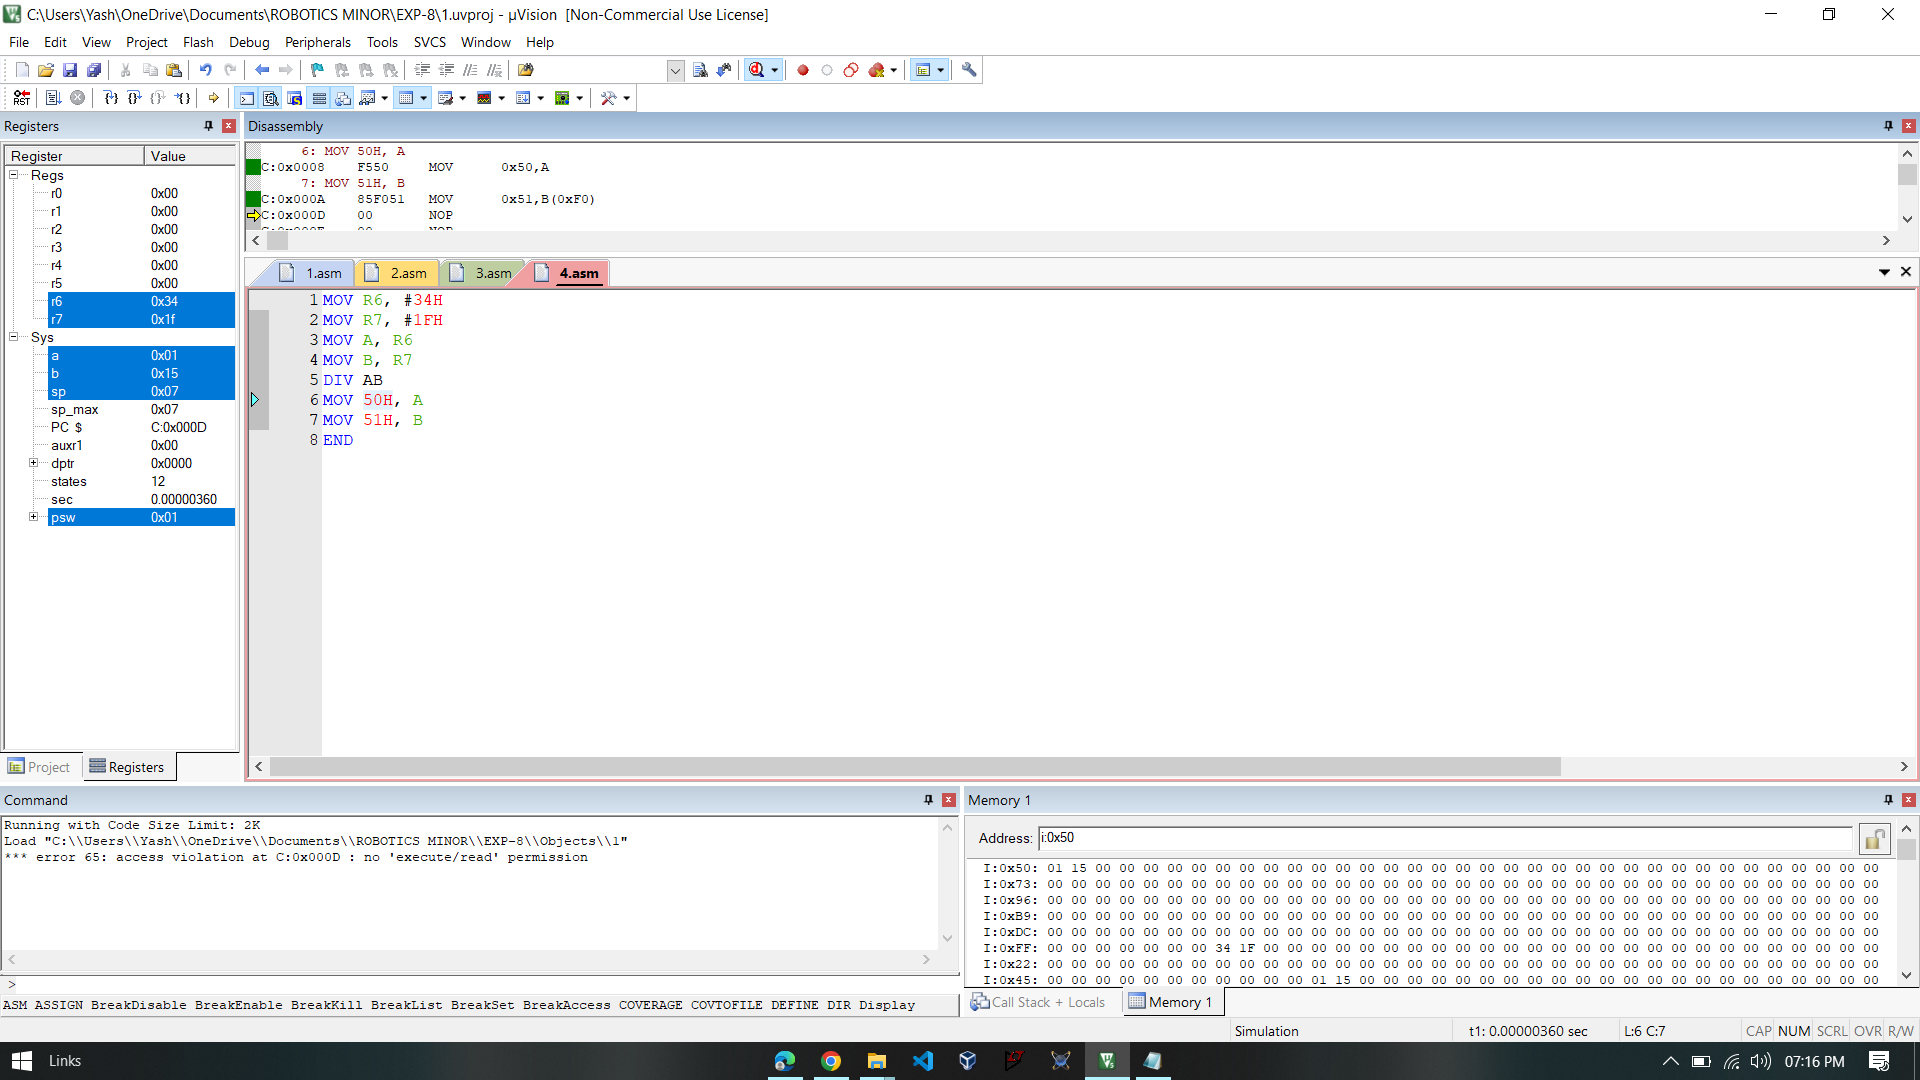 C:\Users\Yash\OneDrive\Documents\ROBOTICS MINOR\EXP-8\1.uvproj - µVision  [Non-Commercial Use License]
File Edit View Project Flash Debug Peripherals Tools SVCS Window Help
RST
Registers
Register Value
Regs
r0 0x00
r1 0x00
r2 0x00
r3 0x00
r4 0x00
r5 0x00
r6 0x34
r7 0x1f
Sys
a 0x01
b 0x15
sp 0x07
sp_max 0x07
PC $ C:0x000D
auxr1 0x00
dptr 0x0000
states 12
sec 0.00000360
psw 0x01
Project Registers
Disassembly
6: MOV 50H, A
C:0x0008 F550 MOV 0x50,A
7: MOV 51H, B
C:0x000A 85F051 MOV 0x51,B(0xF0)
C:0x000D 00 NOP
1.asm 2.asm 3.asm 4.asm
1 MOV R6, #34H
2 MOV R7, #1FH
3 MOV A, R6
4 MOV B, R7
5 DIV AB
6 MOV 50H, A
7 MOV 51H, B
8 END
Command
Running with Code Size Limit: 2K
Load "C:\\Users\\Yash\\OneDrive\\Documents\\ROBOTICS MINOR\\EXP-8\\Objects\\1"
*** error 65: access violation at C:0x000D : no 'execute/read' permission
>
ASM ASSIGN BreakDisable BreakEnable BreakKill BreakList BreakSet BreakAccess COVERAGE COVTOFILE DEFINE DIR Display
Memory 1
Address: i:0x50
I:0x50: 01 15 00 00 00 00 00 00 00 00 00 00 00 00 00 00 00 00 00 00 00 00 00 00 00 00 00 00 00 00 00 00 00 00 00
I:0x73: 00 00 00 00 00 00 00 00 00 00 00 00 00 00 00 00 00 00 00 00 00 00 00 00 00 00 00 00 00 00 00 00 00 00 00
I:0x96: 00 00 00 00 00 00 00 00 00 00 00 00 00 00 00 00 00 00 00 00 00 00 00 00 00 00 00 00 00 00 00 00 00 00 00
I:0xB9: 00 00 00 00 00 00 00 00 00 00 00 00 00 00 00 00 00 00 00 00 00 00 00 00 00 00 00 00 00 00 00 00 00 00 00
I:0xDC: 00 00 00 00 00 00 00 00 00 00 00 00 00 00 00 00 00 00 00 00 00 00 00 00 00 00 00 00 00 00 00 00 00 00 00
I:0xFF: 00 00 00 00 00 00 00 34 1F 00 00 00 00 00 00 00 00 00 00 00 00 00 00 00 00 00 00 00 00 00 00 00 00 00 00
I:0x22: 00 00 00 00 00 00 00 00 00 00 00 00 00 00 00 00 00 00 00 00 00 00 00 00 00 00 00 00 00 00 00 00 00 00 00
I:0x45: 00 00 00 00 00 00 00 00 00 00 00 01 15 00 00 00 00 00 00 00 00 00 00 00 00 00 00 00 00 00 00 00 00 00 00
Call Stack + Locals Memory 1
Simulation t1: 0.00000360 sec L:6 C:7 CAP NUM SCRL OVR R/W
Links 07:16 PM